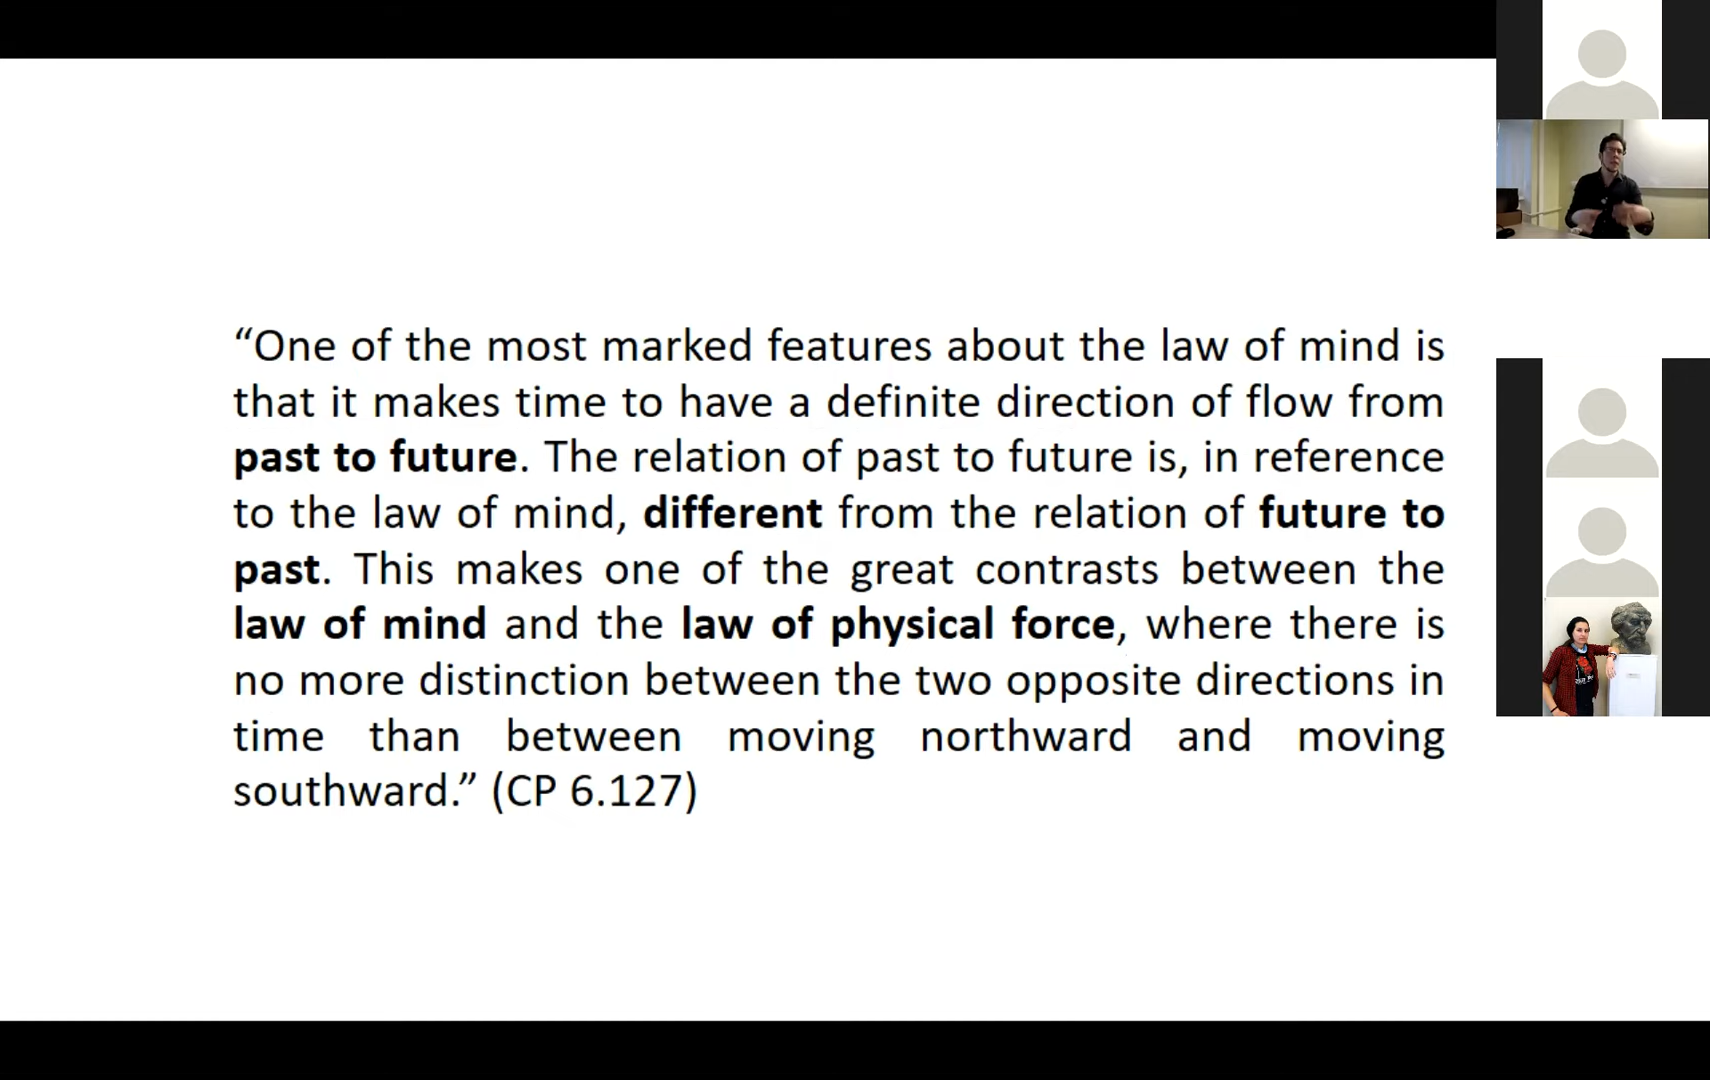 “One of the most marked features about the law of mind is
that it makes time to have a definite direction of flow from
past to future. The relation of past to future is, in reference
to the law of mind, different from the relation of future to
past. This makes one of the great contrasts between the
law of mind and the law of physical force, where there is
no more distinction between the two opposite directions in
time than between moving northward and moving
southward.” (CP 6.127)